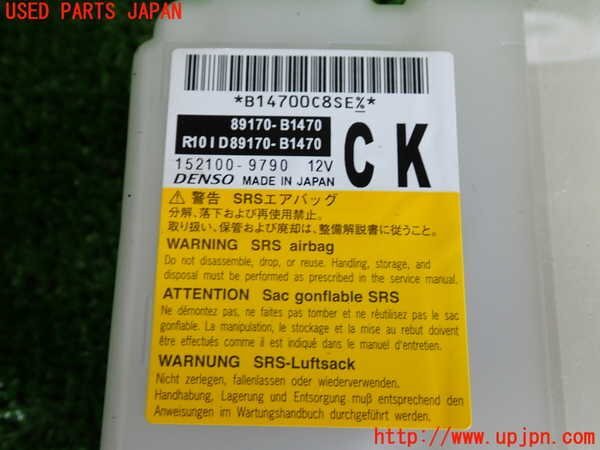 USED PARTS JAPAN
*B14700C8SE%*
89170-B1470
R10ID89170-B1470
CK
152100-9790 12V
DENSO MADE IN JAPAN
警告 SRSエアバッグ
分解、落下および再使用禁止。
取り扱い、保管および廃却は、整備解説書に従うこと。
WARNING SRS airbag
Do not disassemble, drop, or reuse. Handling, storage, and
disposal must be performed as prescribed in the service manual.
ATTENTION Sac gonflable SRS
Ne démontez pas, ne faites pas tomber et ne réutilisez pas le sac
gonflable. La manipulation, le stockage et la mise au rebut doivent
être effectués comme il est indiqué dans le manuel d'entretien.
WARNUNG SRS-Luftsack
Nicht zerlegen, fallenlassen oder wiederverwenden.
Handhabung, Lagerung und Entsorgung muß entsprechend den
Anweisungen im Wartungshandbuch durchgeführt werden.
http://www.upjpn.com/